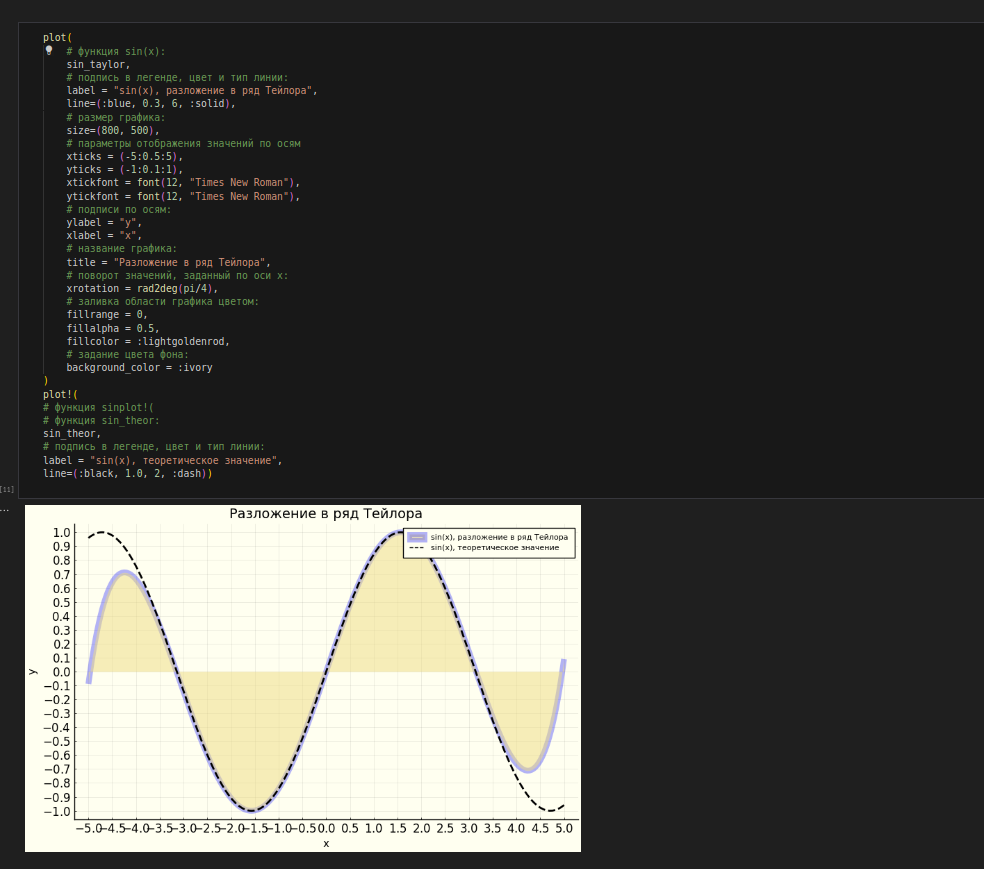 plot(
# функция sin(x):
sin_taylor,
# подпись в легенде, цвет и тип линии:
label = "sin(x), разложение в ряд Тейлора",
line=(:blue, 0.3, 6, :solid),
# размер графика:
size=(800, 500),
# параметры отображения значений по осям
xticks = (-5:0.5:5),
yticks = (-1:0.1:1),
xtickfont = font(12, "Times New Roman"),
ytickfont = font(12, "Times New Roman"),
# подписи по осям:
ylabel = "y",
xlabel = "x",
# название графика:
title = "Разложение в ряд Тейлора",
# поворот значений, заданный по оси x:
xrotation = rad2deg(pi/4),
# заливка области графика цветом:
fillrange = 0,
fillalpha = 0.5,
fillcolor = :lightgoldenrod,
# задание цвета фона:
background_color = :ivory
)
plot!(
# функция sinplot!(
# функция sin_theor:
sin_theor,
# подпись в легенде, цвет и тип линии:
label = "sin(x), теоретическое значение",
line=(:black, 1.0, 2, :dash))
[11]
...
Разложение в ряд Тейлора
sin(x), разложение в ряд Тейлора
sin(x), теоретическое значение
1.0
0.9
0.8
0.7
0.6
0.5
0.4
0.3
0.2
0.1
0.0
−0.1
−0.2
−0.3
−0.4
−0.5
−0.6
−0.7
−0.8
−0.9
−1.0
y
−5.0 −4.5 −4.0 −3.5 −3.0 −2.5 −2.0 −1.5 −1.0 −0.5 0.0 0.5 1.0 1.5 2.0 2.5 3.0 3.5 4.0 4.5 5.0
x